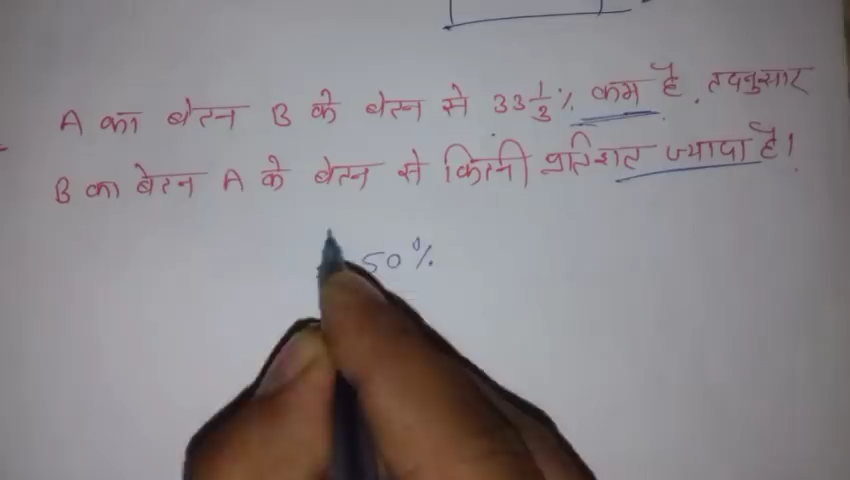 A का वेतन B के वेतन से 33 1/3 % कम है , तदनुसार
B का वेतन A के वेतन से कितनी प्रतिशत ज्यादा है।
50%